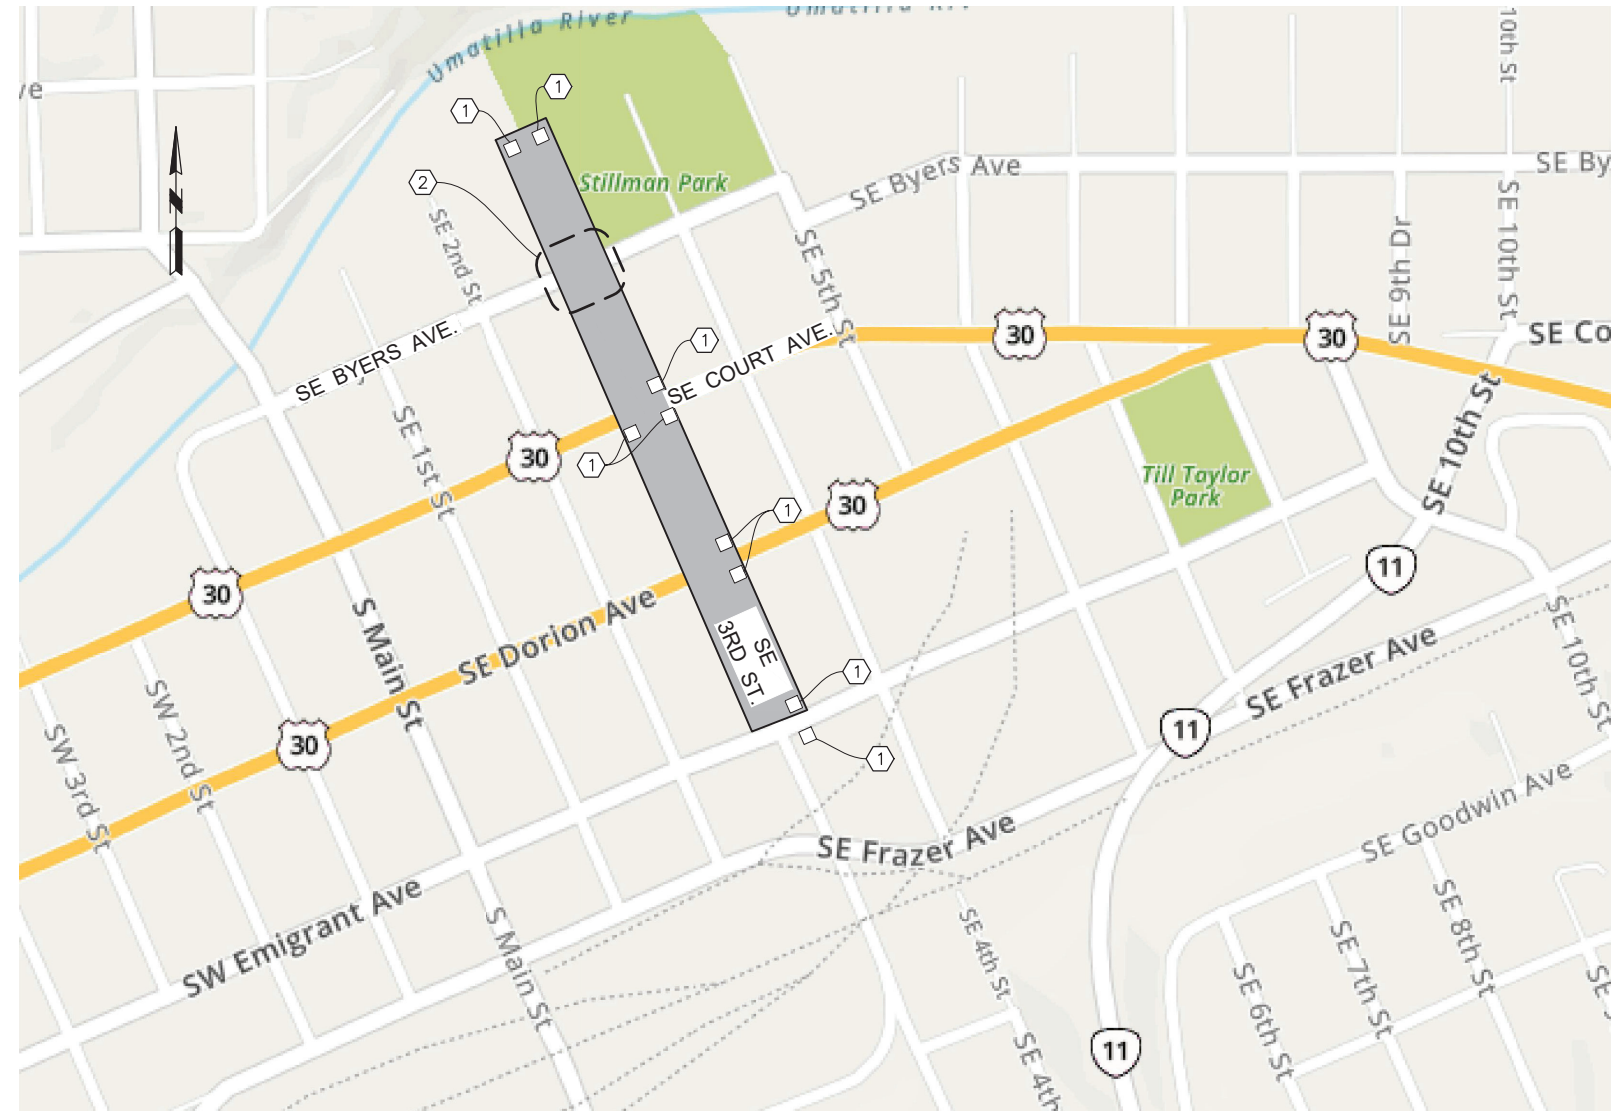 Umatilla River
Umatilla Riv
10th St
ve
1
1
2
N
Stillman Park
SE Byers Ave
SE By
SE 2nd St
SE 5th St
SE 9th Dr
SE 10th St
SE BYERS AVE.
1
SE COURT AVE.
30
30
SE Co
SE 1st St
30
1
SE 10th St
Till Taylor
Park
1
30
30
11
SE Dorion Ave
S Main St
SE
3RD ST.
1
SE 10th St
SE Frazer Ave
SW 2nd St
SW 3rd St
30
1
11
SE Frazer Ave
SE Goodwin Ave
SW Emigrant Ave
S Main St
SE 4th St
SE 8th St
SE 7th St
SE 6th St
SE 4th
11